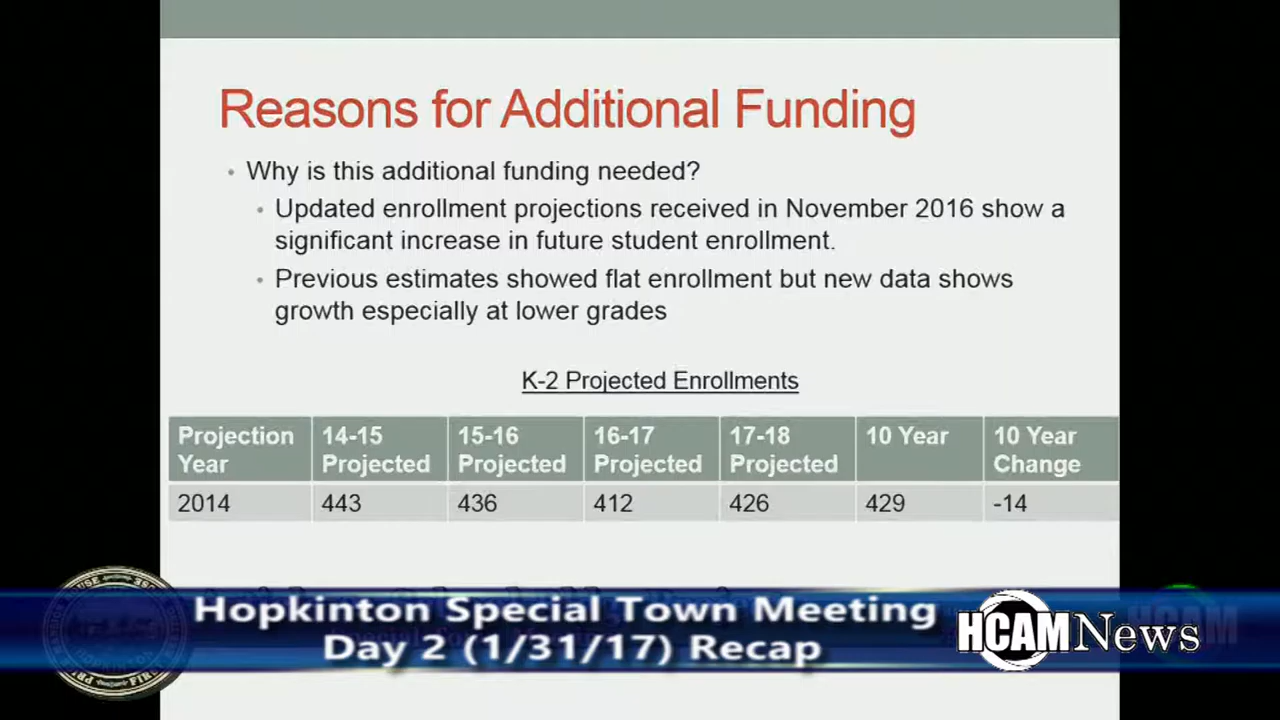 Reasons for Additional Funding
• Why is this additional funding needed?
• Updated enrollment projections received in November 2016 show a
significant increase in future student enrollment.
• Previous estimates showed flat enrollment but new data shows
growth especially at lower grades
K-2 Projected Enrollments
Projection Year 14-15 Projected 15-16 Projected 16-17 Projected 17-18 Projected 10 Year 10 Year Change
2014 443 436 412 426 429 -14
Hopkinton Special Town Meeting
Day 2 (1/31/17) Recap
HCAM News
HOPKINTON